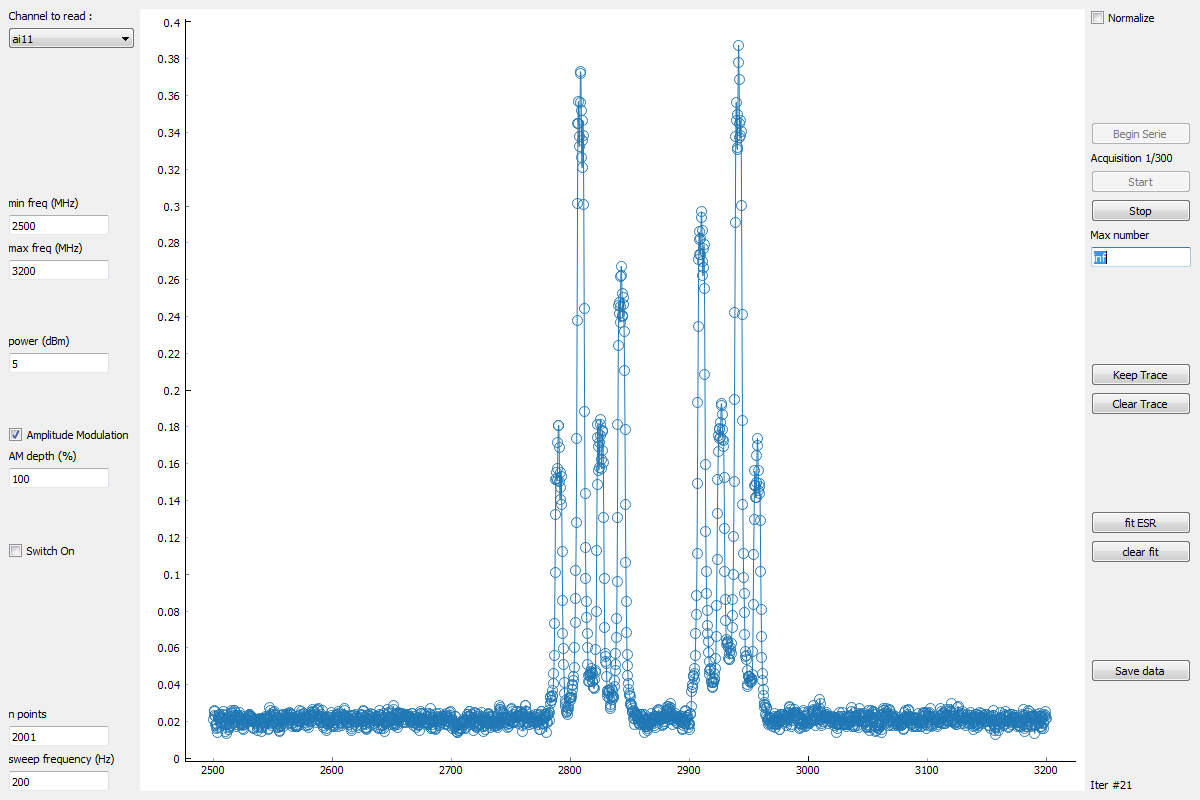 Channel to read :
ai11
min freq (MHz)
2500
max freq (MHz)
3200
power (dBm)
5
Amplitude Modulation
AM depth (%)
100
Switch On
n points
2001
sweep frequency (Hz)
200
0.4
0.38
0.36
0.34
0.32
0.3
0.28
0.26
0.24
0.22
0.2
0.18
0.16
0.14
0.12
0.1
0.08
0.06
0.04
0.02
0
2500 2600 2700 2800 2900 3000 3100 3200
Normalize
Begin Serie
Acquisition 1/300
Start
Stop
Max number
inf
Keep Trace
Clear Trace
fit ESR
clear fit
Save data
Iter #21